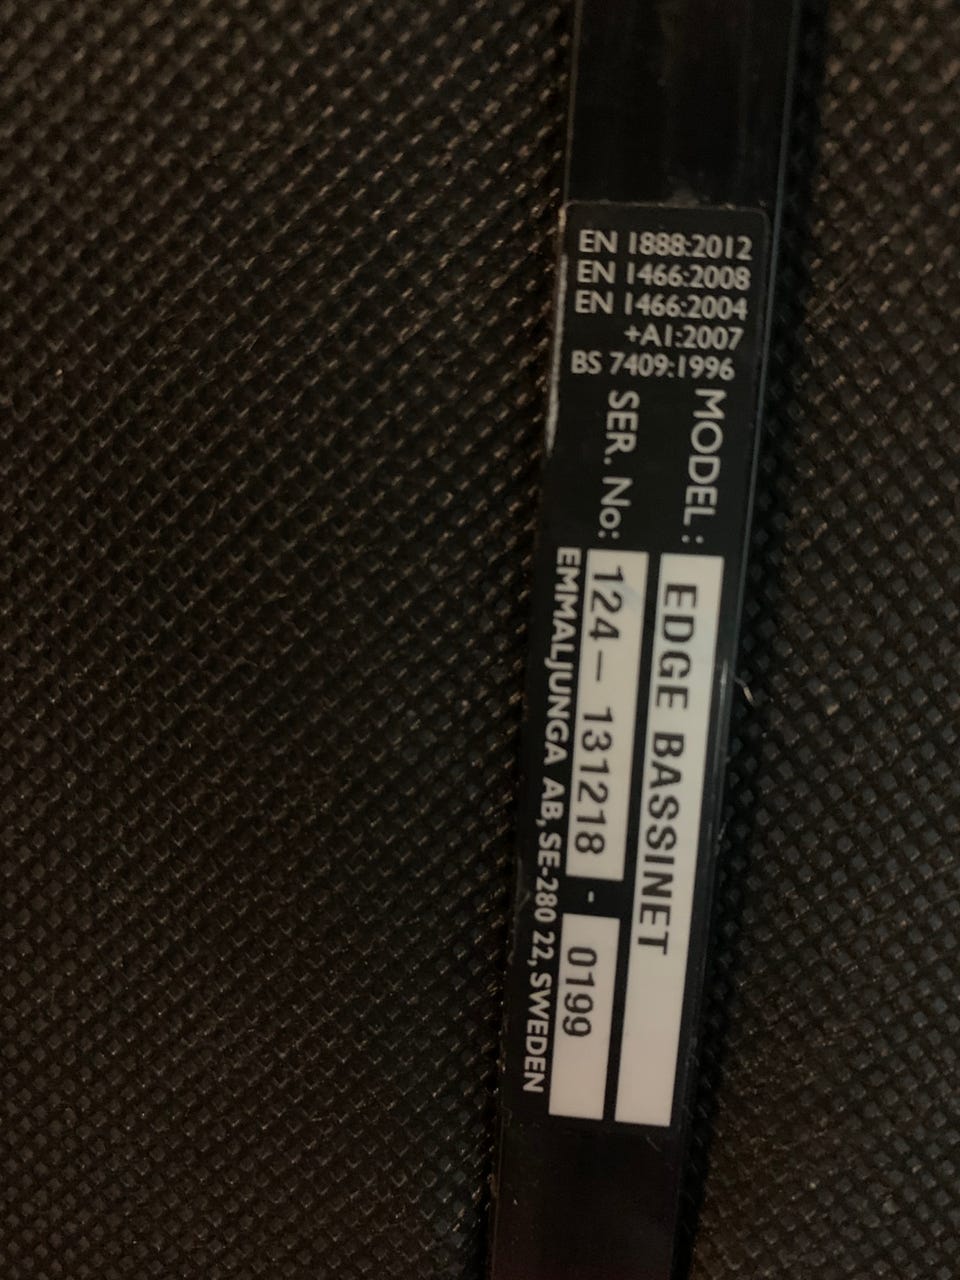 EN 1888:2012
EN 1466:2008
EN 1466:2004
+A1:2007
BS 7409:1996
MODEL : EDGE BASSINET
SER. No: 124-131218 - 0199
EMMALJUNGA AB, SE-280 22, SWEDEN